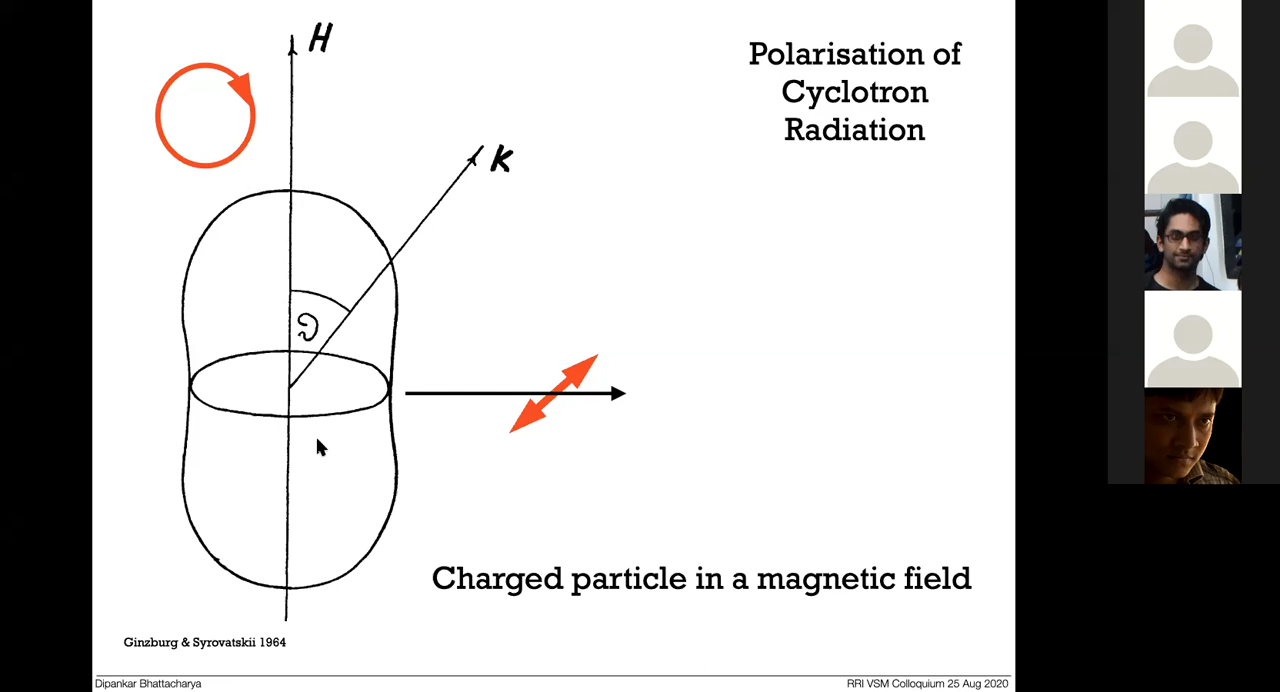 H
Polarisation of
Cyclotron
Radiation
K
Charged particle in a magnetic field
Ginzburg & Syrovatskii 1964
Dipankar Bhattacharya
RRI VSM Colloquium 25 Aug 2020